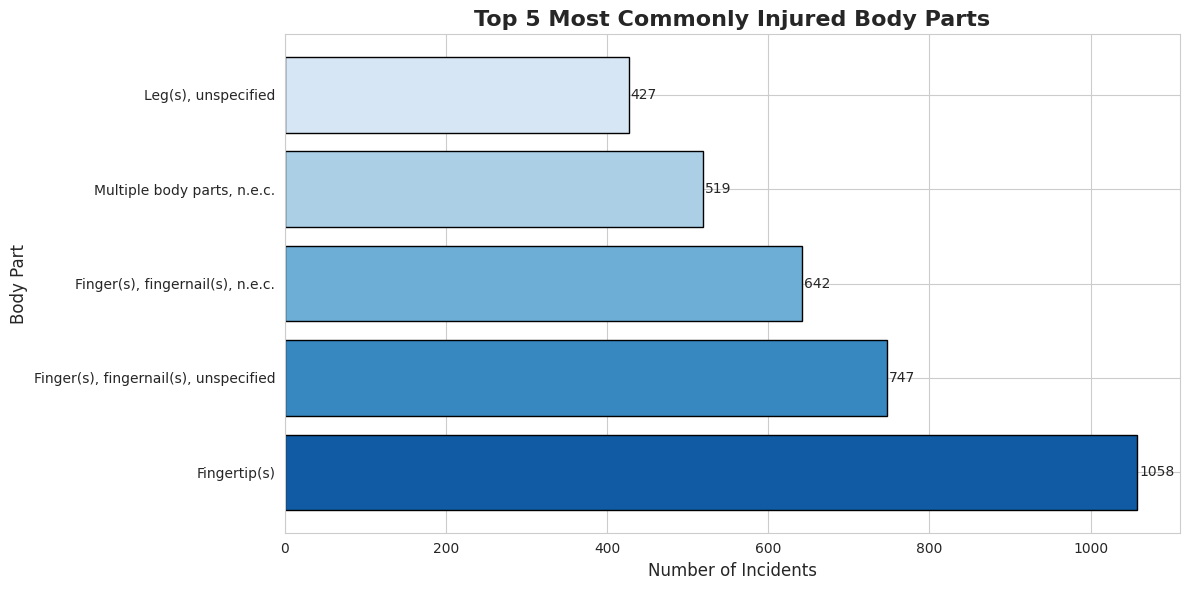 Top 5 Most Commonly Injured Body Parts
Body Part
Leg(s), unspecified
427
Multiple body parts, n.e.c.
519
Finger(s), fingernail(s), n.e.c.
642
Finger(s), fingernail(s), unspecified
747
Fingertip(s)
1058
0 200 400 600 800 1000
Number of Incidents